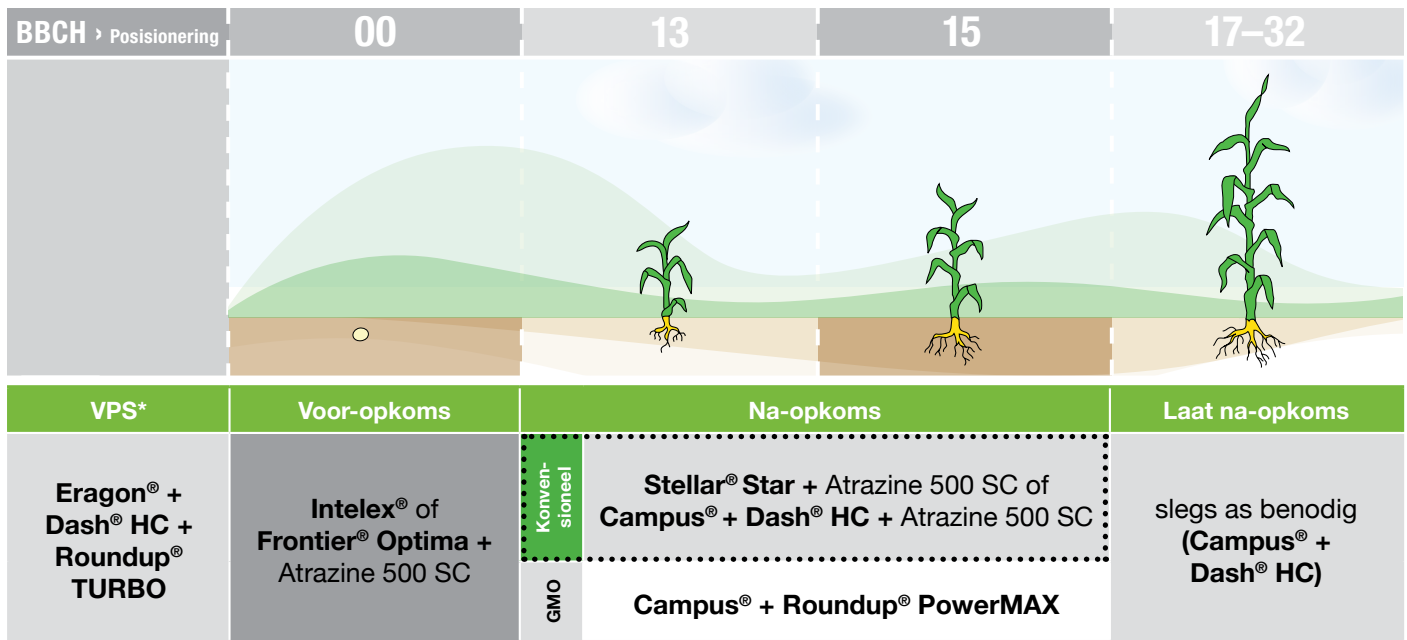 BBCH › Posisionering
00
13
15
17–32
VPS*
Voor-opkoms
Na-opkoms
Laat na-opkoms
Eragon® +
Dash® HC +
Roundup®
TURBO
Intelex® of
Frontier® Optima +
Atrazine 500 SC
Konven-
sioneel
Stellar® Star + Atrazine 500 SC of
Campus® + Dash® HC + Atrazine 500 SC
GMO
Campus® + Roundup® PowerMAX
slegs as benodig
(Campus® +
Dash® HC)